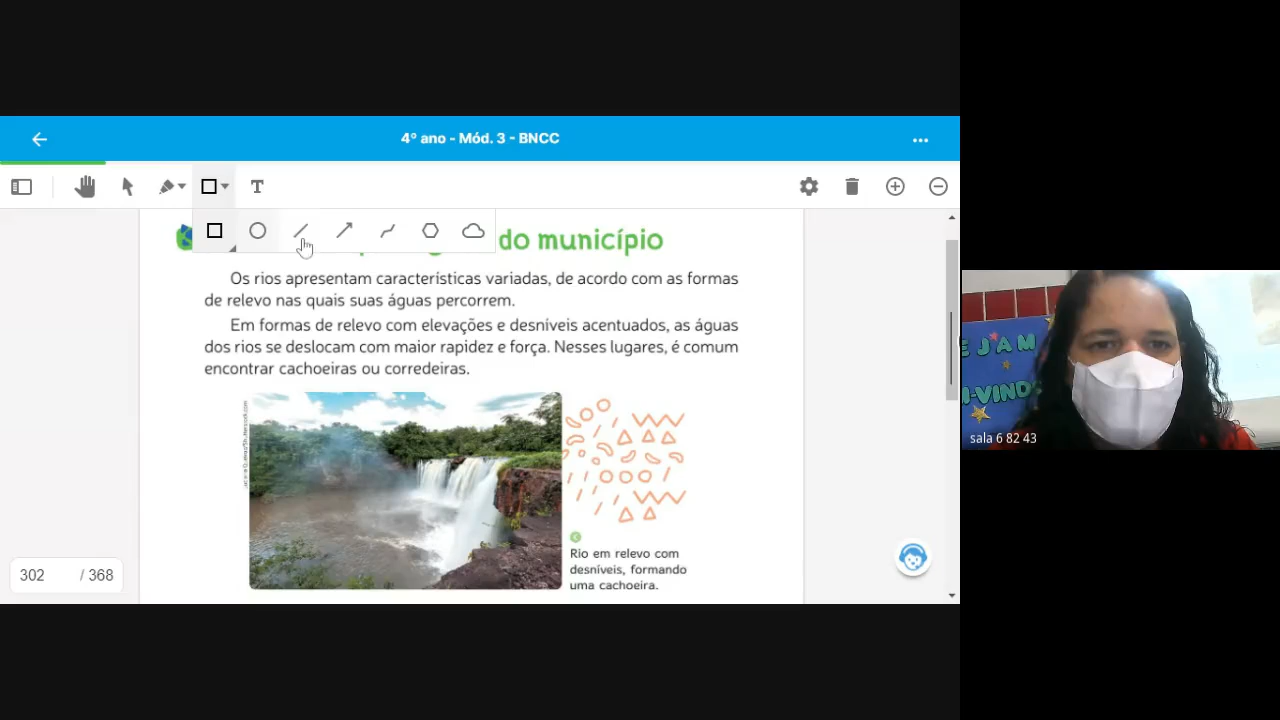 4º ano - Mód. 3 - BNCC
T
do município
Os rios apresentam características variadas, de acordo com as formas
de relevo nas quais suas águas percorrem.
Em formas de relevo com elevações e desníveis acentuados, as águas
dos rios se deslocam com maior rapidez e força. Nesses lugares, é comum
encontrar cachoeiras ou corredeiras.
Rio em relevo com
desníveis, formando
uma cachoeira.
302 / 368
E JAM
VINDO
sala 6 82 43